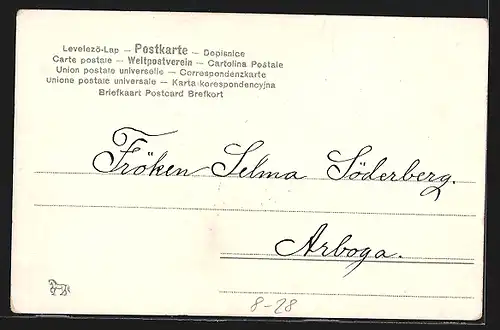 Levelező-Lap — Postkarte — Dopisnice
Carte postale — Weltpostverein — Cartolina Postale
Union postale universelle — Correspondenzkarte
Unione postale universale — Karta korespondencyjna
Briefkaart Postcard Brefkort
Fröken Selma Söderberg.
Arboga.
8-28